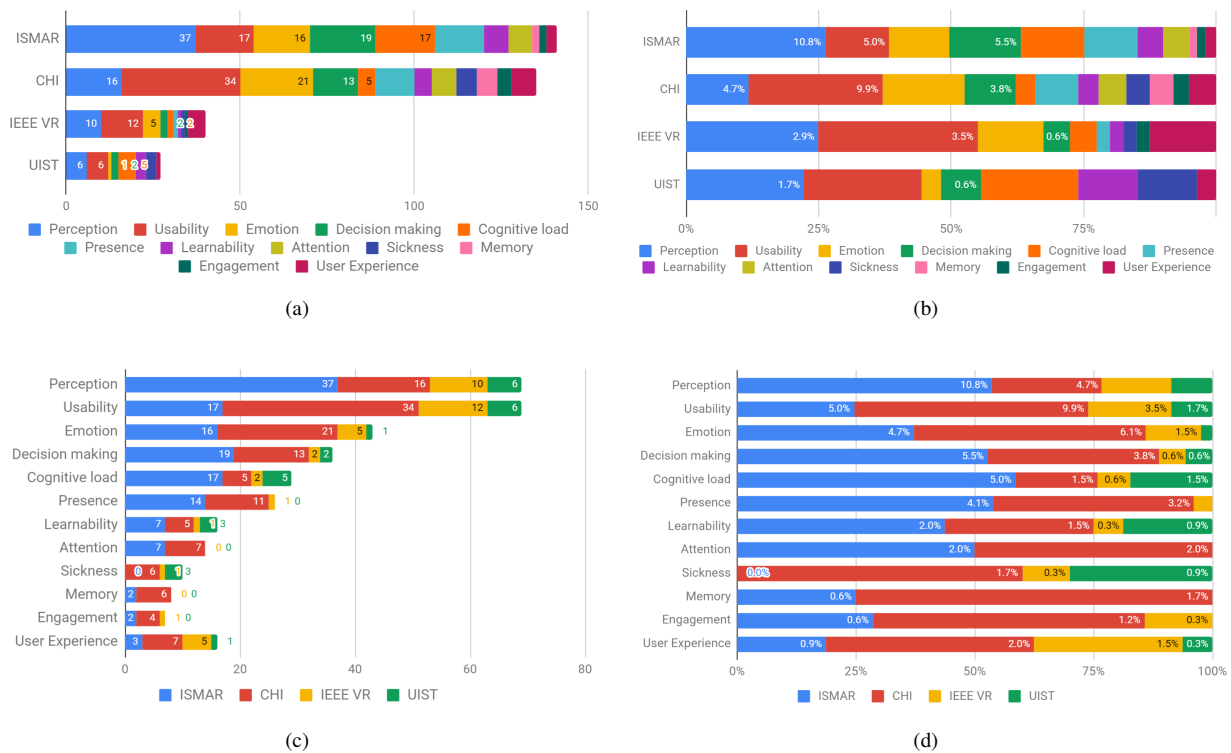 ISMAR 37 17 16 19 17
CHI 16 34 21 13 5
IEEE VR 10 12 5 2 2
UIST 6 6 1 2 5
0 50 100 150
Perception Usability Emotion Decision making Cognitive load
Presence Learnability Attention Sickness Memory
Engagement User Experience
(a)
ISMAR 10.8% 5.0% 5.5%
CHI 4.7% 9.9% 3.8%
IEEE VR 2.9% 3.5% 0.6%
UIST 1.7% 0.6%
0% 25% 50% 75%
Perception Usability Emotion Decision making Cognitive load Presence
Learnability Attention Sickness Memory Engagement User Experience
(b)
Perception 37 16 10 6
Usability 17 34 12 6
Emotion 16 21 5 1
Decision making 19 13 2 2
Cognitive load 17 5 2 5
Presence 14 11 1 0
Learnability 7 5 1 3
Attention 7 7 0 0
Sickness 0 6 1 3
Memory 2 6 0 0
Engagement 2 4 1 0
User Experience 3 7 5 1
0 20 40 60 80
ISMAR CHI IEEE VR UIST
(c)
Perception 10.8% 4.7%
Usability 5.0% 9.9% 3.5% 1.7%
Emotion 4.7% 6.1% 1.5%
Decision making 5.5% 3.8% 0.6% 0.6%
Cognitive load 5.0% 1.5% 0.6% 1.5%
Presence 4.1% 3.2%
Learnability 2.0% 1.5% 0.3% 0.9%
Attention 2.0% 2.0%
Sickness 0.0% 1.7% 0.3% 0.9%
Memory 0.6% 1.7%
Engagement 0.6% 1.2% 0.3%
User Experience 0.9% 2.0% 1.5% 0.3%
0% 25% 50% 75% 100%
ISMAR CHI IEEE VR UIST
(d)